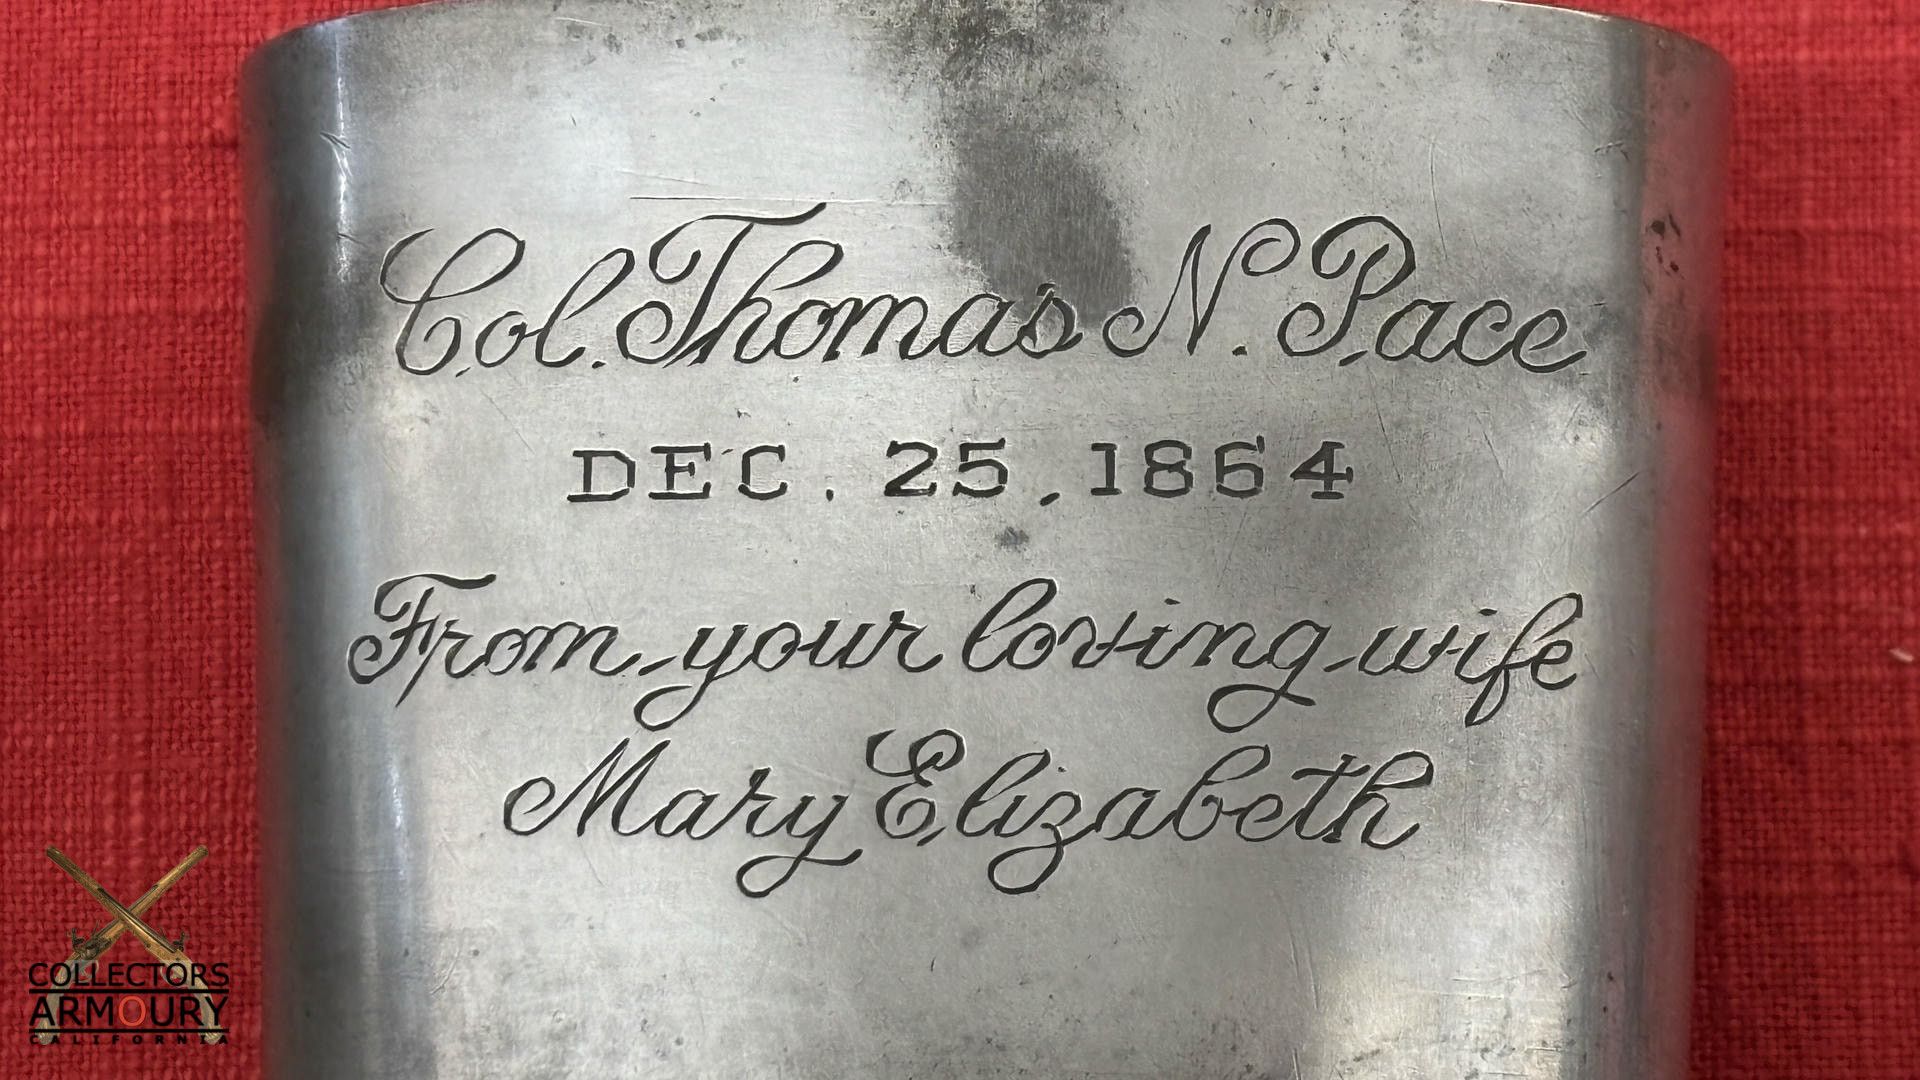 Col. Thomas N. Pace
DEC. 25, 1864
From your loving wife
Mary Elizabeth
COLLECTORS
ARMOURY
CALIFORNIA